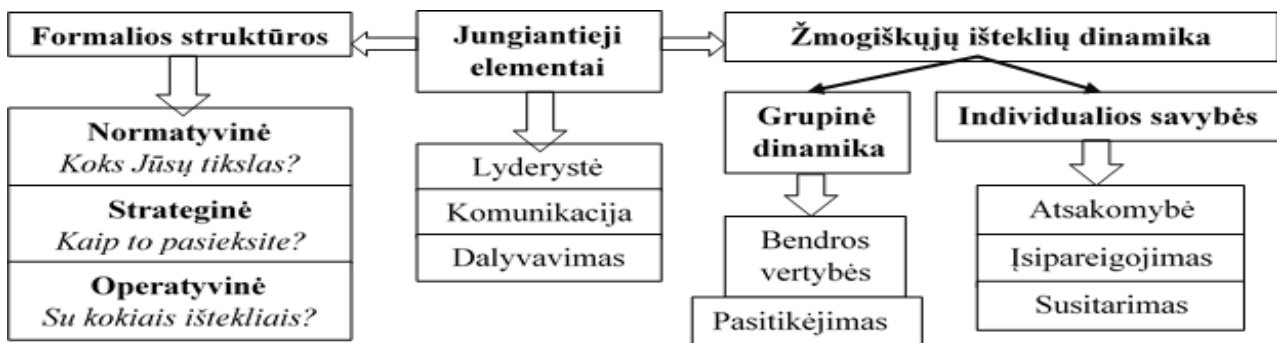 Formalios struktūros
Jungiantieji
elementai
Žmogiškųjų išteklių dinamika
Normatyvinė
Koks Jūsų tikslas?
Strateginė
Kaip to pasieksite?
Operatyvinė
Su kokiais ištekliais?
Lyderystė
Komunikacija
Dalyvavimas
Grupinė
dinamika
Bendros
vertybės
Pasitikėjimas
Individualios savybės
Atsakomybė
Įsipareigojimas
Susitarimas